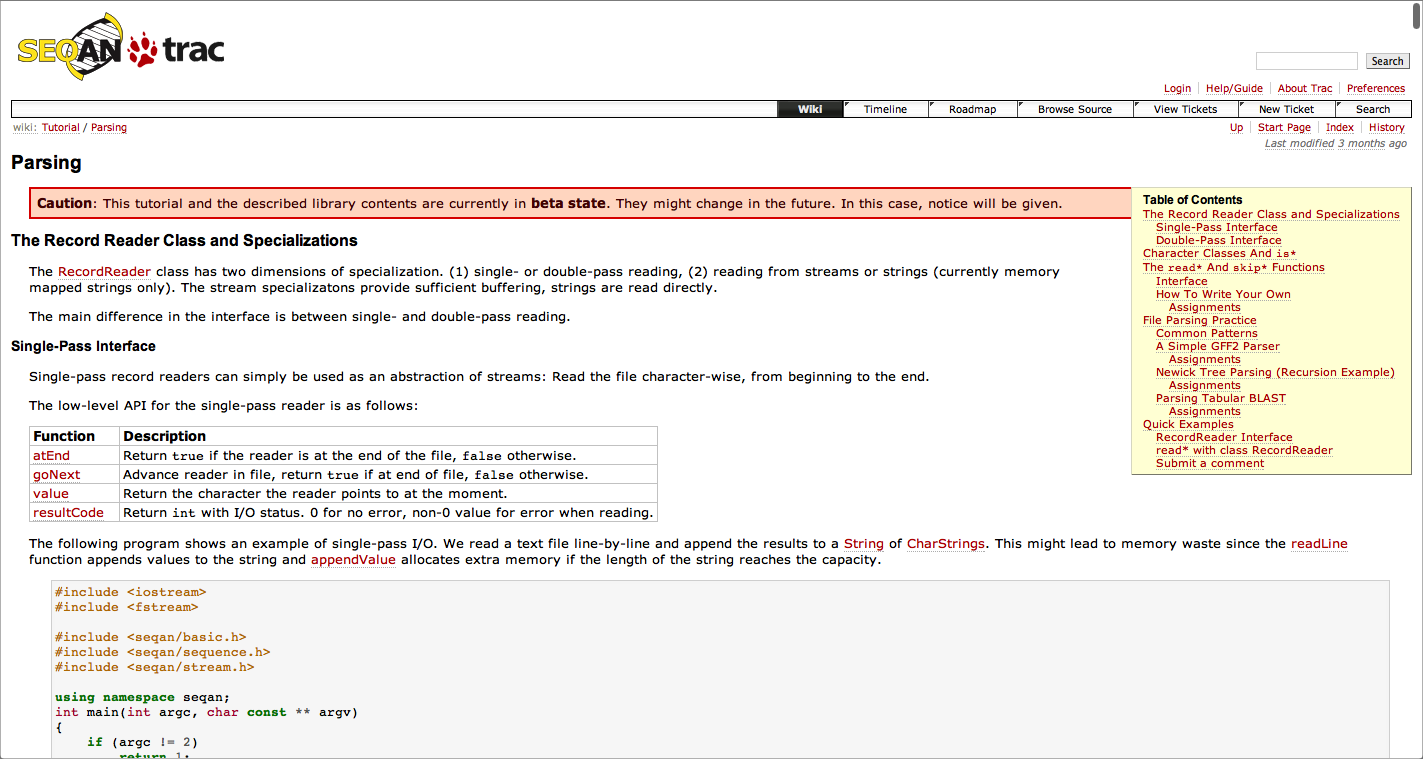 SEQAN trac
Search
Login Help/Guide About Trac Preferences
Wiki Timeline Roadmap Browse Source View Tickets New Ticket Search
wiki: Tutorial / Parsing
Up Start Page Index History
Last modified 3 months ago
Parsing
Caution: This tutorial and the described library contents are currently in beta state. They might change in the future. In this case, notice will be given.
Table of Contents
The Record Reader Class and Specializations
Single-Pass Interface
Double-Pass Interface
Character Classes And is*
The read* And skip* Functions
Interface
How To Write Your Own
Assignments
File Parsing Practice
Common Patterns
A Simple GFF2 Parser
Assignments
Newick Tree Parsing (Recursion Example)
Assignments
Parsing Tabular BLAST
Assignments
Quick Examples
RecordReader Interface
read* with class RecordReader
Submit a comment
The Record Reader Class and Specializations
The RecordReader class has two dimensions of specialization. (1) single- or double-pass reading, (2) reading from streams or strings (currently memory
mapped strings only). The stream specializatons provide sufficient buffering, strings are read directly.
The main difference in the interface is between single- and double-pass reading.
Single-Pass Interface
Single-pass record readers can simply be used as an abstraction of streams: Read the file character-wise, from beginning to the end.
The low-level API for the single-pass reader is as follows:
Function Description
atEnd Return true if the reader is at the end of the file, false otherwise.
goNext Advance reader in file, return true if at end of file, false otherwise.
value Return the character the reader points to at the moment.
resultCode Return int with I/O status. 0 for no error, non-0 value for error when reading.
The following program shows an example of single-pass I/O. We read a text file line-by-line and append the results to a String of CharStrings. This might lead to memory waste since the readLine
function appends values to the string and appendValue allocates extra memory if the length of the string reaches the capacity.
#include <iostream>
#include <fstream>
#include <seqan/basic.h>
#include <seqan/sequence.h>
#include <seqan/stream.h>
using namespace seqan;
int main(int argc, char const ** argv)
{
if (argc != 2)
return 1;